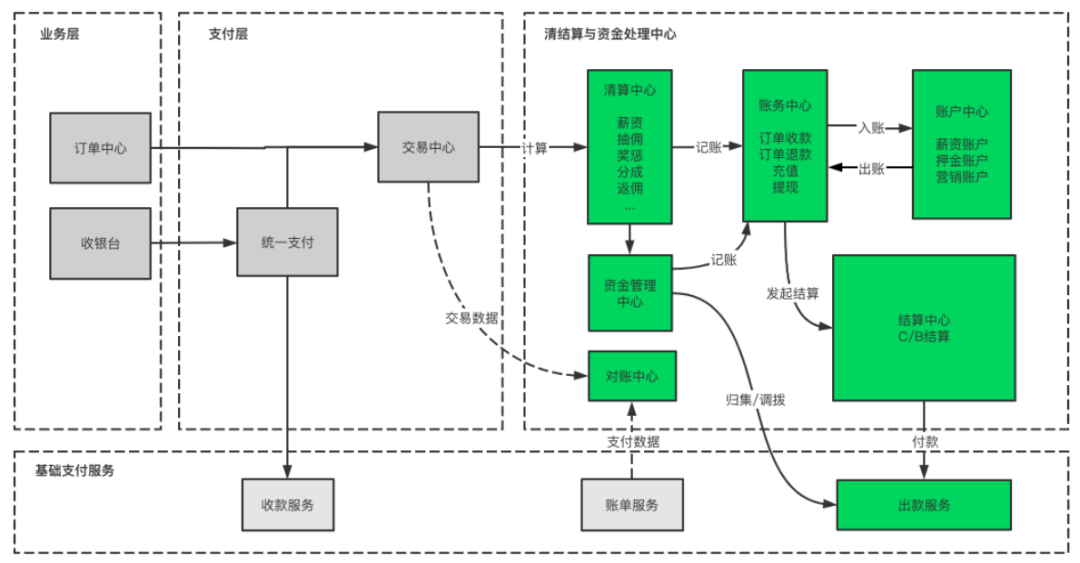 业务层
支付层
清结算与资金处理中心
订单中心
收银台
统一支付
交易中心
计算
清算中心
薪资
抽佣
奖惩
分成
返佣
...
记账
账务中心
订单收款
订单退款
充值
提现
入账
出账
账户中心
薪资账户
押金账户
营销账户
资金管理
中心
记账
发起结算
结算中心
C/B结算
交易数据
对账中心
归集/调拨
支付数据
付款
基础支付服务
收款服务
账单服务
出款服务